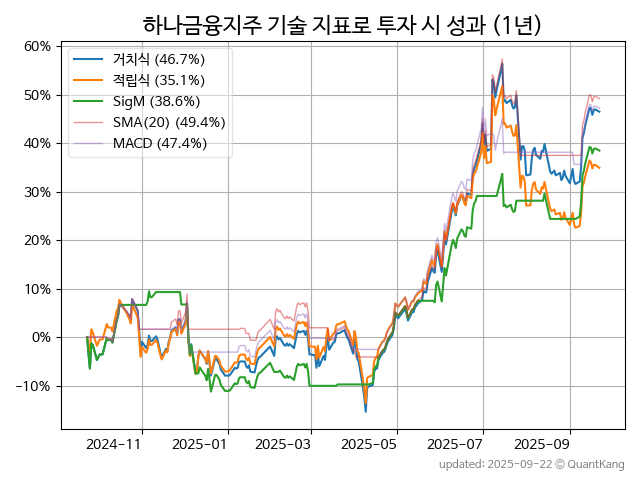 하나금융지주 기술 지표로 투자 시 성과 (1년)
거치식 (46.7%)
적립식 (35.1%)
SigM (38.6%)
SMA(20) (49.4%)
MACD (47.4%)
60%
50%
40%
30%
20%
10%
0%
−10%
2024-11 2025-01 2025-03 2025-05 2025-07 2025-09
updated: 2025-09-22 © QuantKang